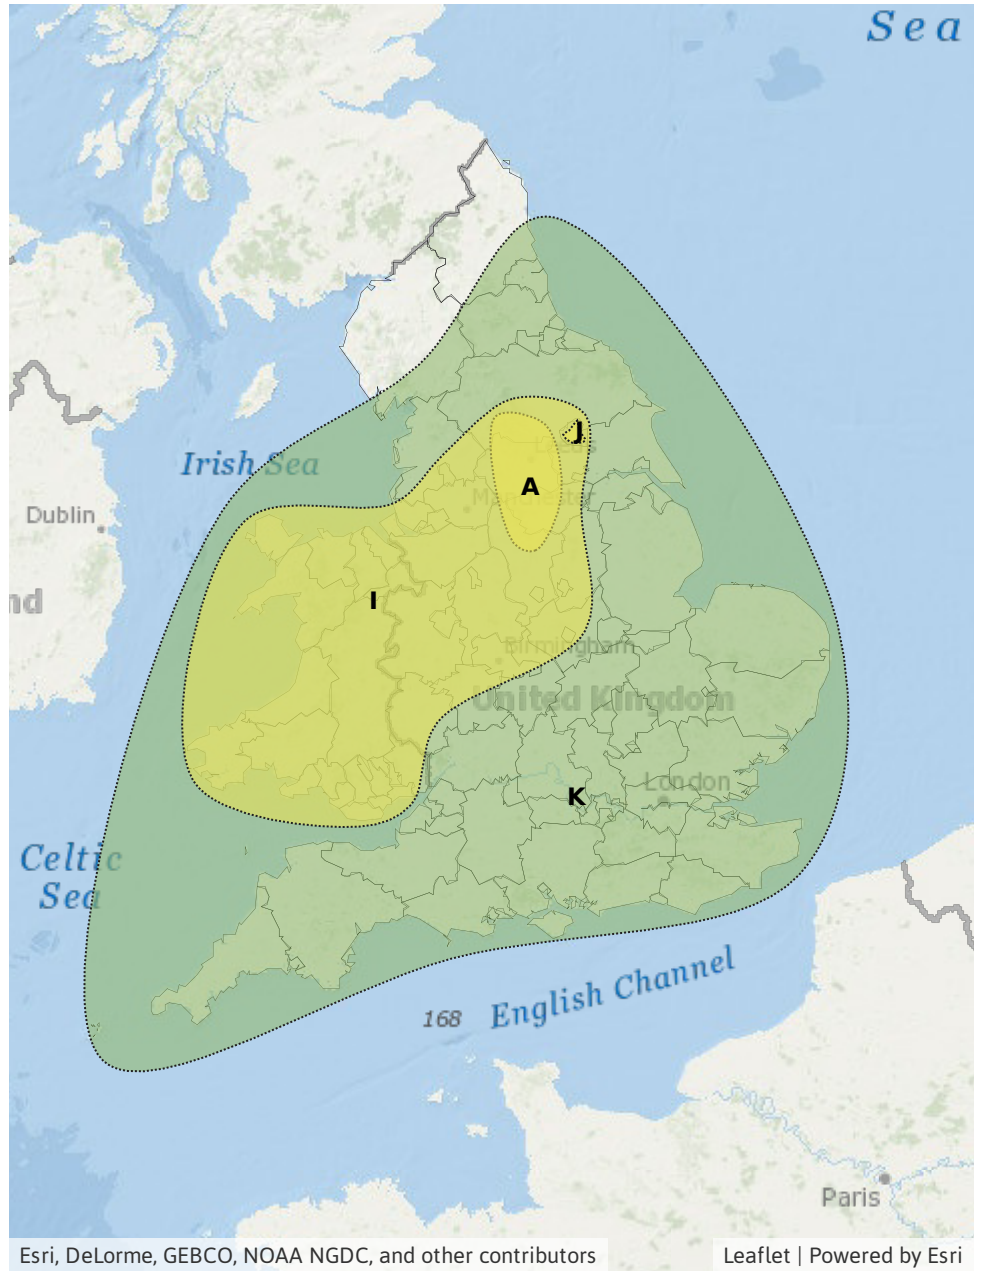 Sea
J
Leeds
A
Manchester
Irish Sea
Dublin
nd
I
Birmingham
United Kingdom
London
K
Celtic
Sea
English Channel
168
Paris
Esri, DeLorme, GEBCO, NOAA NGDC, and other contributors
Leaflet | Powered by Esri